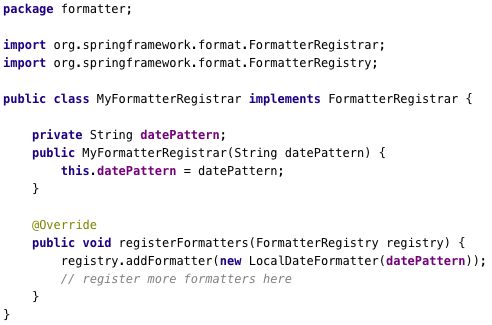 package formatter;
import org.springframework.format.FormatterRegistrar;
import org.springframework.format.FormatterRegistry;
public class MyFormatterRegistrar implements FormatterRegistrar {
private String datePattern;
public MyFormatterRegistrar(String datePattern) {
this.datePattern = datePattern;
}
@Override
public void registerFormatters(FormatterRegistry registry) {
registry.addFormatter(new LocalDateFormatter(datePattern));
// register more formatters here
}
}